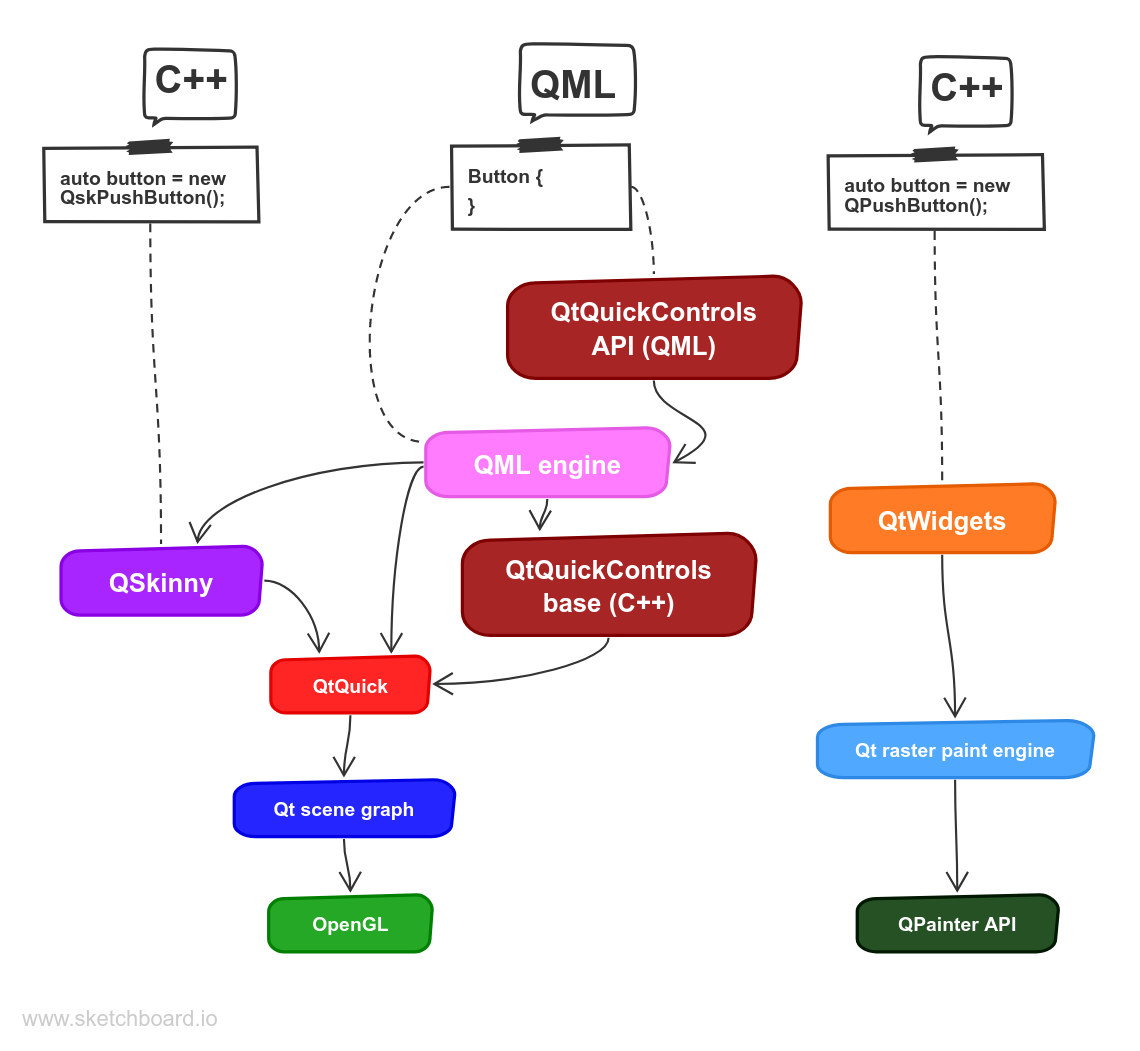 C++
QML
C++
auto button = new
QskPushButton();
Button {
}
auto button = new
QPushButton();
QtQuickControls
API (QML)
QML engine
QtWidgets
QSkinny
QtQuickControls
base (C++)
QtQuick
Qt raster paint engine
Qt scene graph
OpenGL
QPainter API
www.sketchboard.io